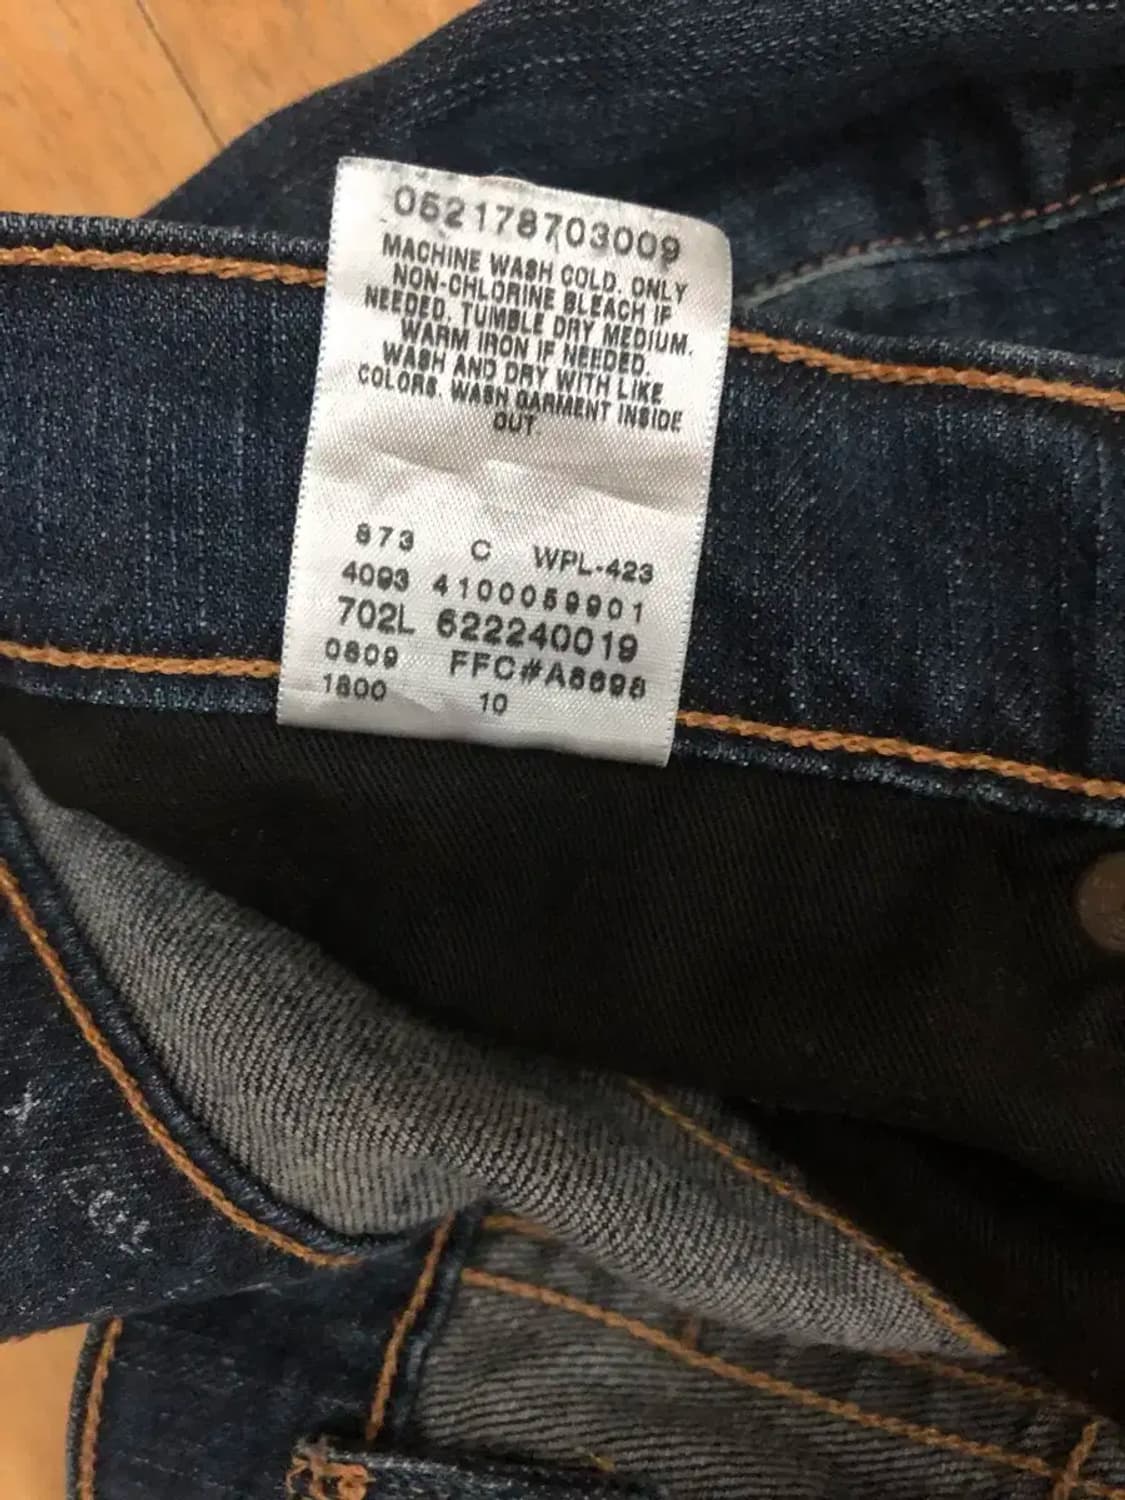 052178703009
MACHINE WASH COLD. ONLY
NON-CHLORINE BLEACH IF
NEEDED. TUMBLE DRY MEDIUM.
WARM IRON IF NEEDED.
WASH AND DRY WITH LIKE
COLORS. WASH GARMENT INSIDE
OUT.
873 C WPL-423
4093 4100059901
702L 622240019
0809 FFC#A8698
1800 10